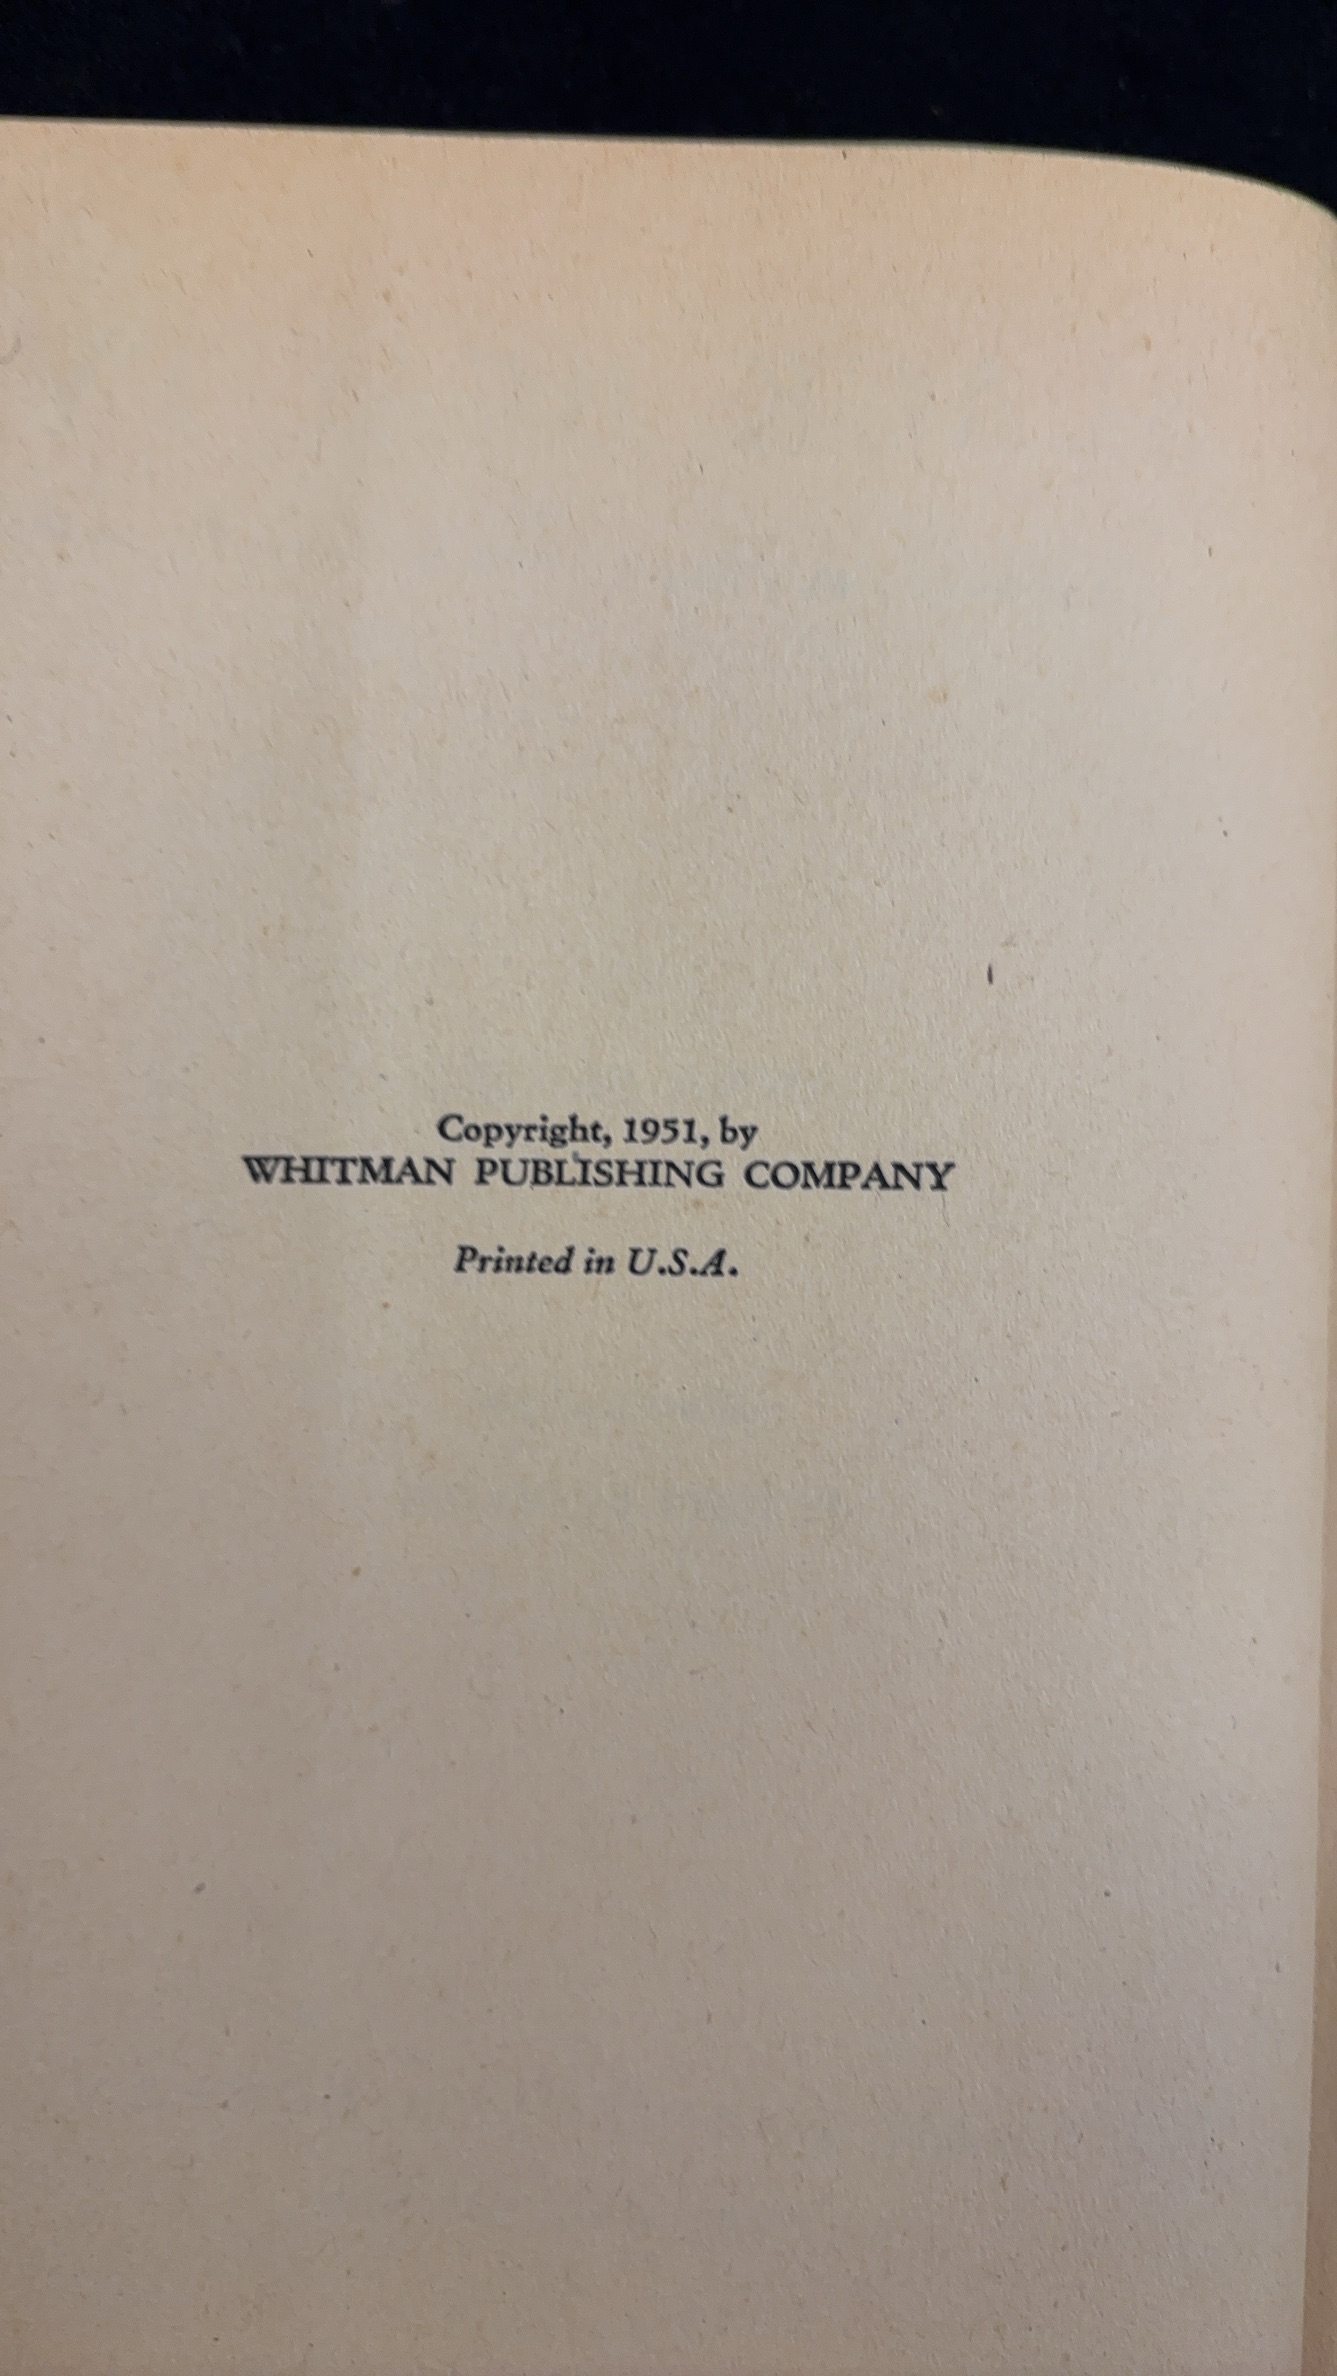 Copyright, 1951, by
WHITMAN PUBLISHING COMPANY
Printed in U.S.A.